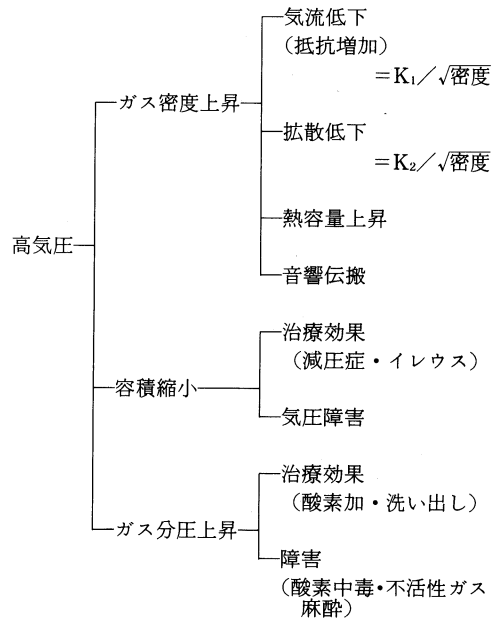 気流低下
(抵抗増加)
=K₁/√密度
ガス密度上昇
拡散低下
=K₂/√密度
熱容量上昇
高気圧
音響伝搬
治療効果
(減圧症・イレウス)
容積縮小
気圧障害
治療効果
(酸素加・洗い出し)
ガス分圧上昇
障害
(酸素中毒・不活性ガス
麻酔)